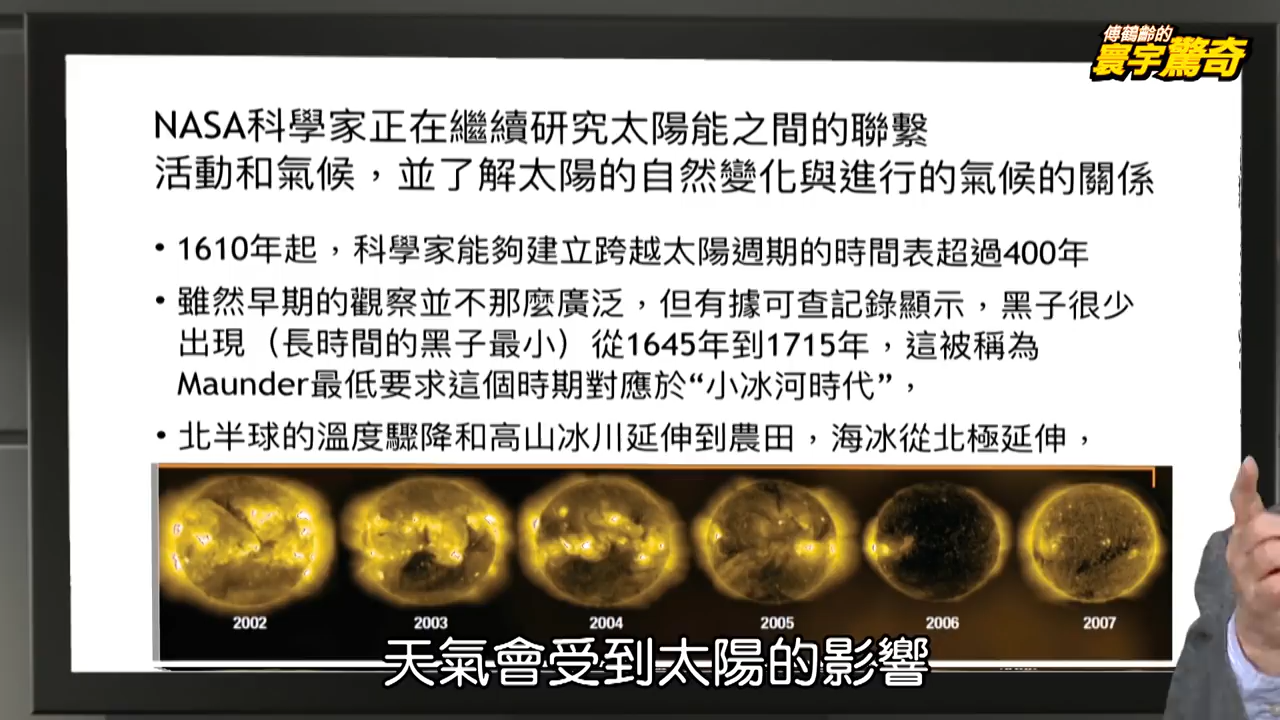 傅鶴齡的
寰宇驚奇
NASA科學家正在繼續研究太陽能之間的聯繫
活動和氣候，並了解太陽的自然變化與進行的氣候的關係
• 1610年起，科學家能夠建立跨越太陽週期的時間表超過400年
• 雖然早期的觀察並不那麼廣泛，但有據可查記錄顯示，黑子很少
出現（長時間的黑子最小）從1645年到1715年，這被稱為
Maunder最低要求這個時期對應於“小冰河時代”，
• 北半球的溫度驟降和高山冰川延伸到農田，海冰從北極延伸，
2002 2003 2004 2005 2006 2007
天氣會受到太陽的影響